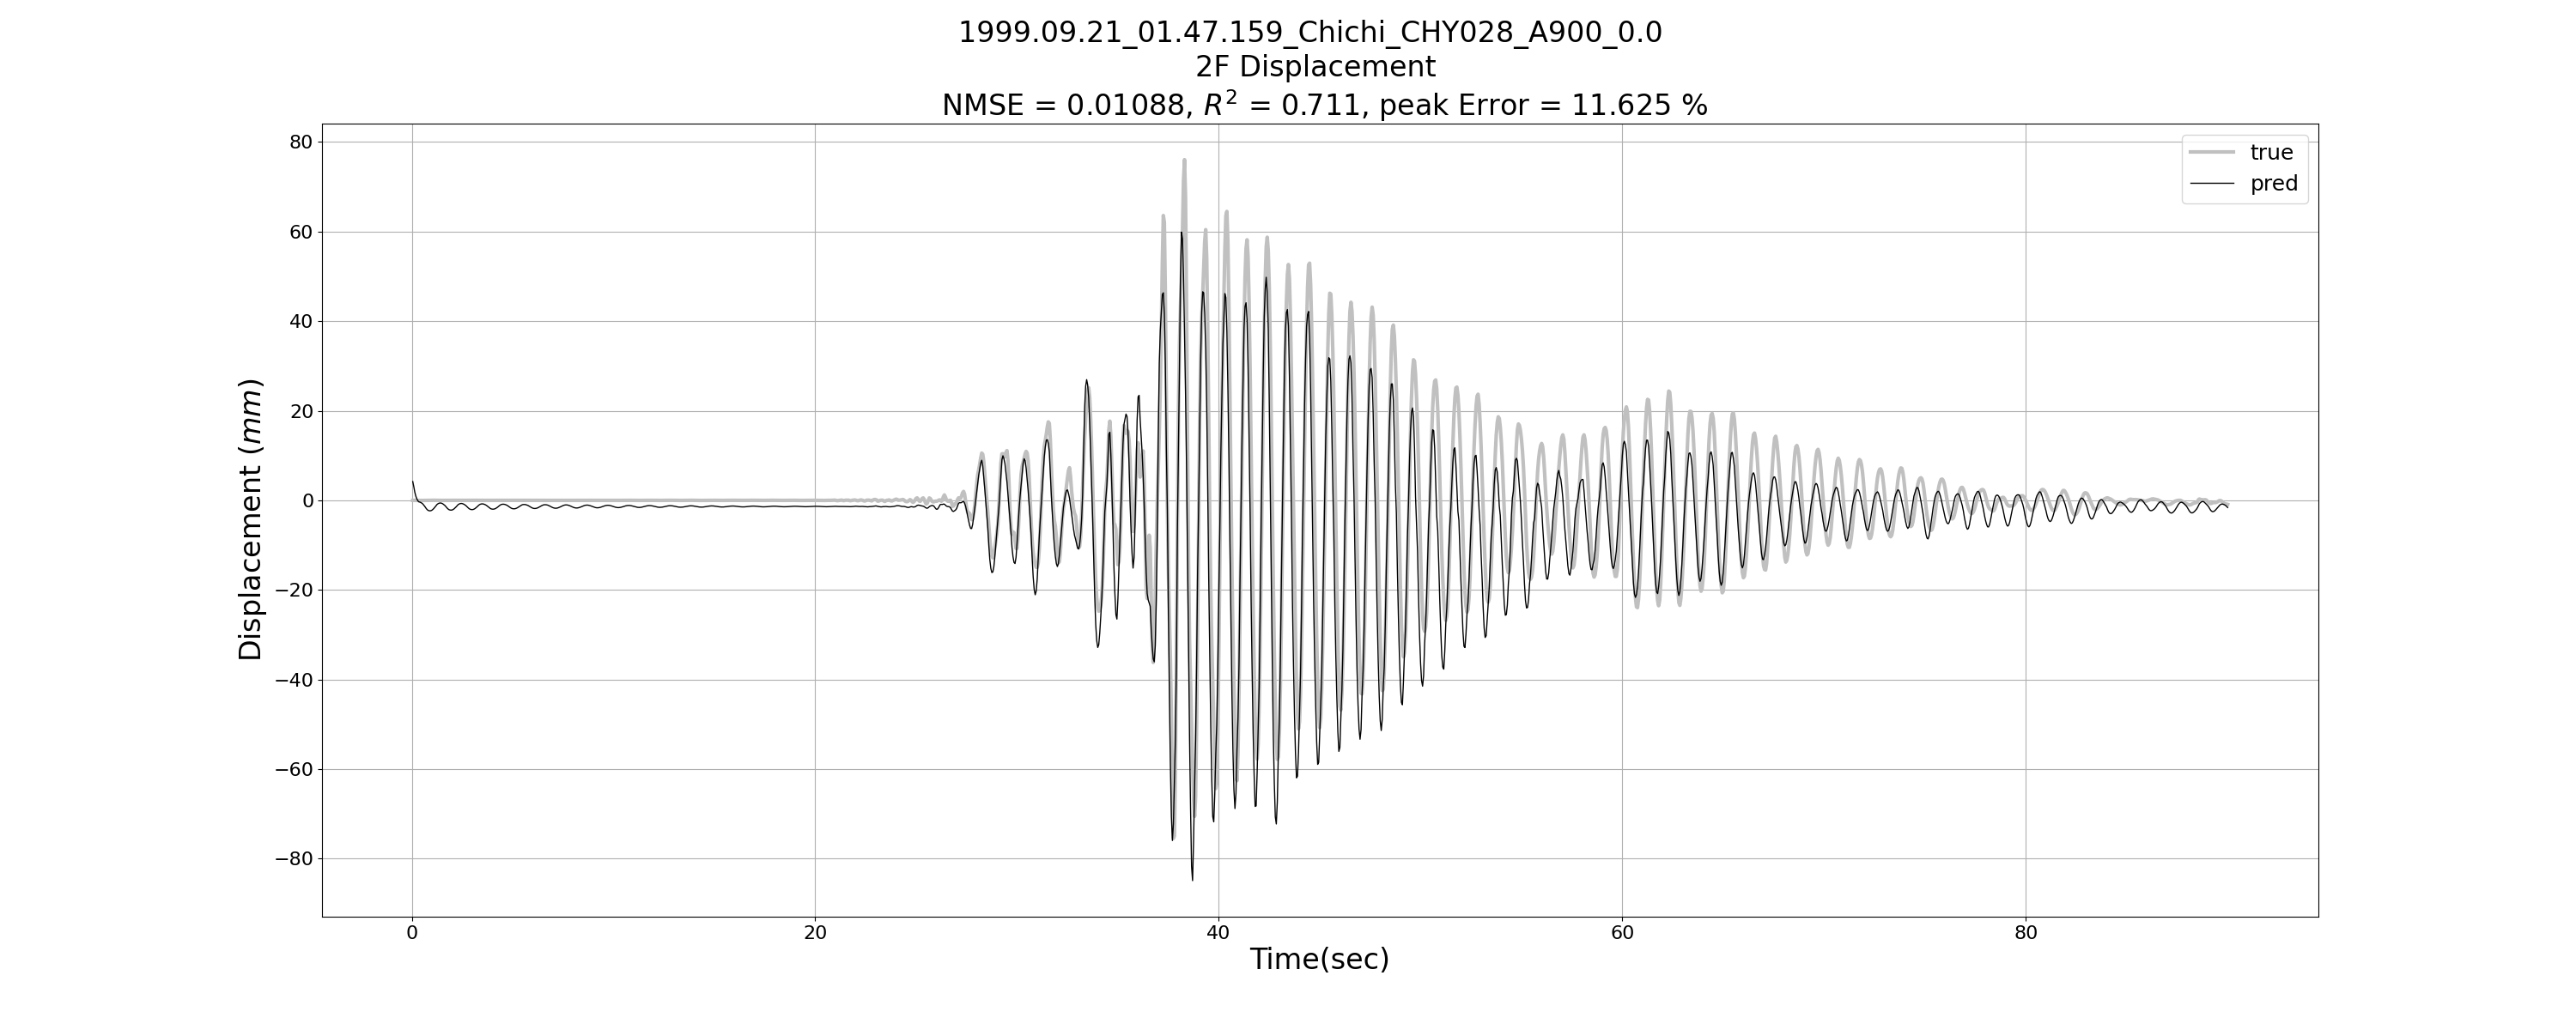 1999.09.21_01.47.159_Chichi_CHY028_A900_0.0
2F Displacement
NMSE = 0.01088, R² = 0.711, peak Error = 11.625 %
true
pred
Displacement (mm)
80
60
40
20
0
−20
−40
−60
−80
0 20 40 60 80
Time(sec)